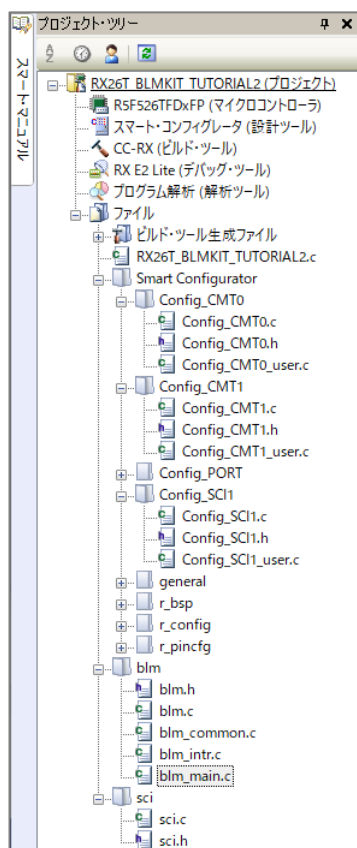 プロジェクト・ツリー
スマート・マニュアル
RX26T_BLMKIT_TUTORIAL2 (プロジェクト)
R5F526TFDxFP (マイクロコントローラ)
スマート・コンフィグレータ (設計ツール)
CC-RX (ビルド・ツール)
RX E2 Lite (デバッグ・ツール)
プログラム解析 (解析ツール)
ファイル
ビルド・ツール生成ファイル
RX26T_BLMKIT_TUTORIAL2.c
Smart Configurator
Config_CMT0
Config_CMT0.c
Config_CMT0.h
Config_CMT0_user.c
Config_CMT1
Config_CMT1.c
Config_CMT1.h
Config_CMT1_user.c
Config_PORT
Config_SCI1
Config_SCI1.c
Config_SCI1.h
Config_SCI1_user.c
general
r_bsp
r_config
r_pincfg
blm
blm.h
blm.c
blm_common.c
blm_intr.c
blm_main.c
sci
sci.c
sci.h